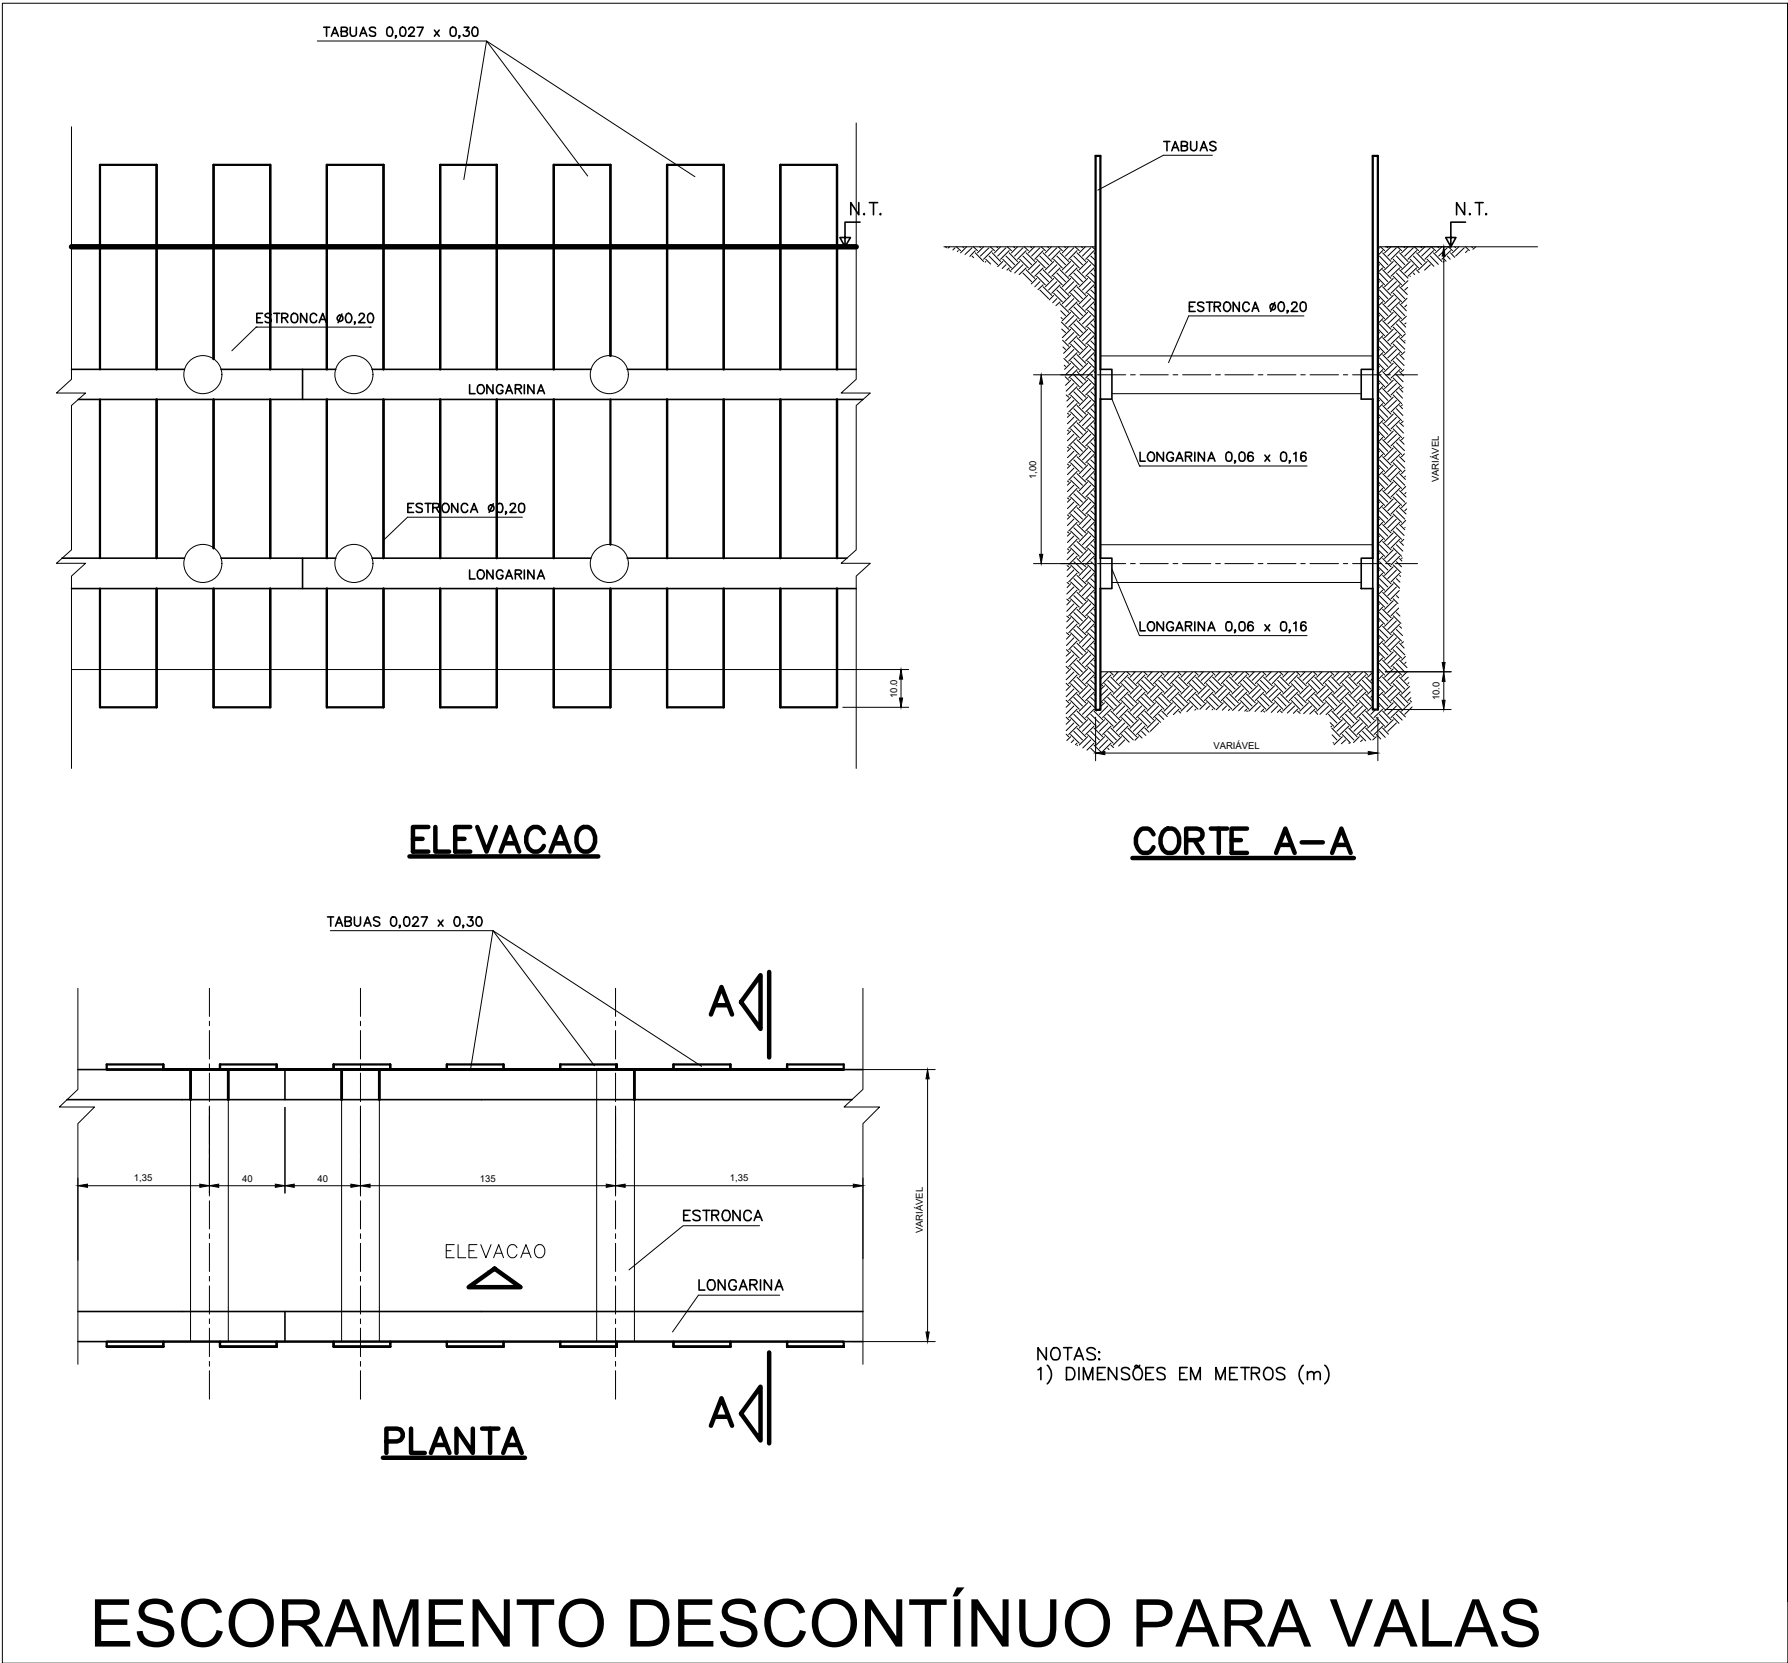 TABUAS 0,027 x 0,30
N.T.
ESTRONCA ø0,20
LONGARINA
ESTRONCA ø0,20
LONGARINA
10.0
ELEVACAO
TABUAS
N.T.
ESTRONCA ø0,20
LONGARINA 0,06 x 0,16
1,00
VARIÁVEL
LONGARINA 0,06 x 0,16
10.0
VARIÁVEL
CORTE A-A
TABUAS 0,027 x 0,30
A
1,35
40
40
135
1,35
VARIÁVEL
ESTRONCA
ELEVACAO
LONGARINA
A
PLANTA
NOTAS:
1) DIMENSÕES EM METROS (m)
ESCORAMENTO DESCONTÍNUO PARA VALAS